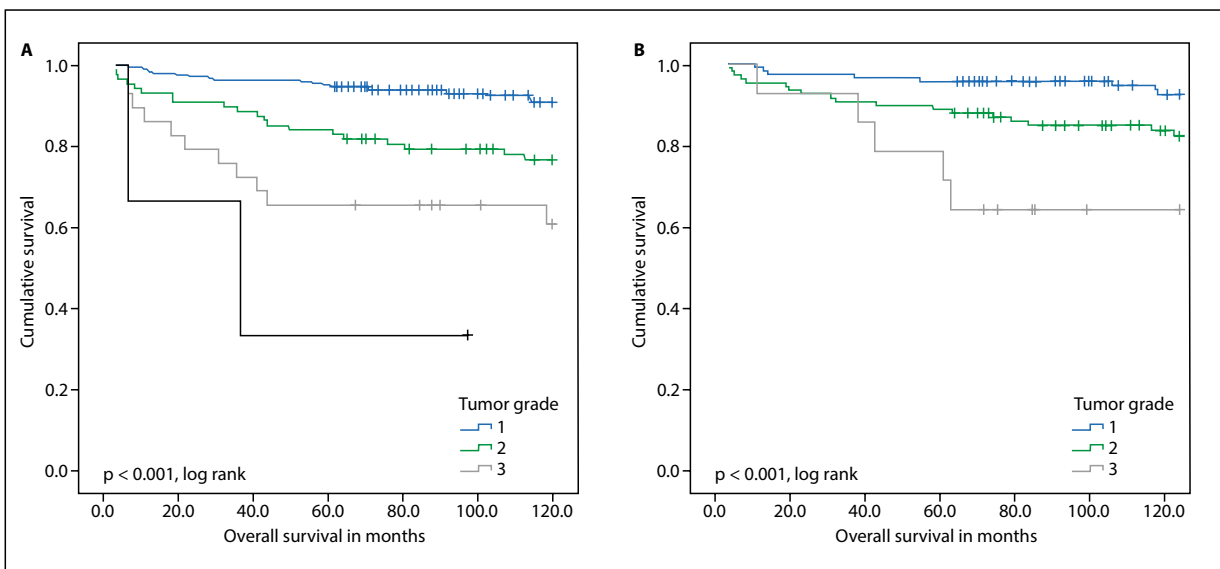 A
Cumulative survival
1.0
0.8
0.6
0.4
0.2
0.0
Tumor grade
1
2
3
p < 0.001, log rank
0.0 20.0 40.0 60.0 80.0 100.0 120.0
Overall survival in months
B
Cumulative survival
1.0
0.8
0.6
0.4
0.2
0.0
Tumor grade
1
2
3
p < 0.001, log rank
0.0 20.0 40.0 60.0 80.0 100.0 120.0
Overall survival in months